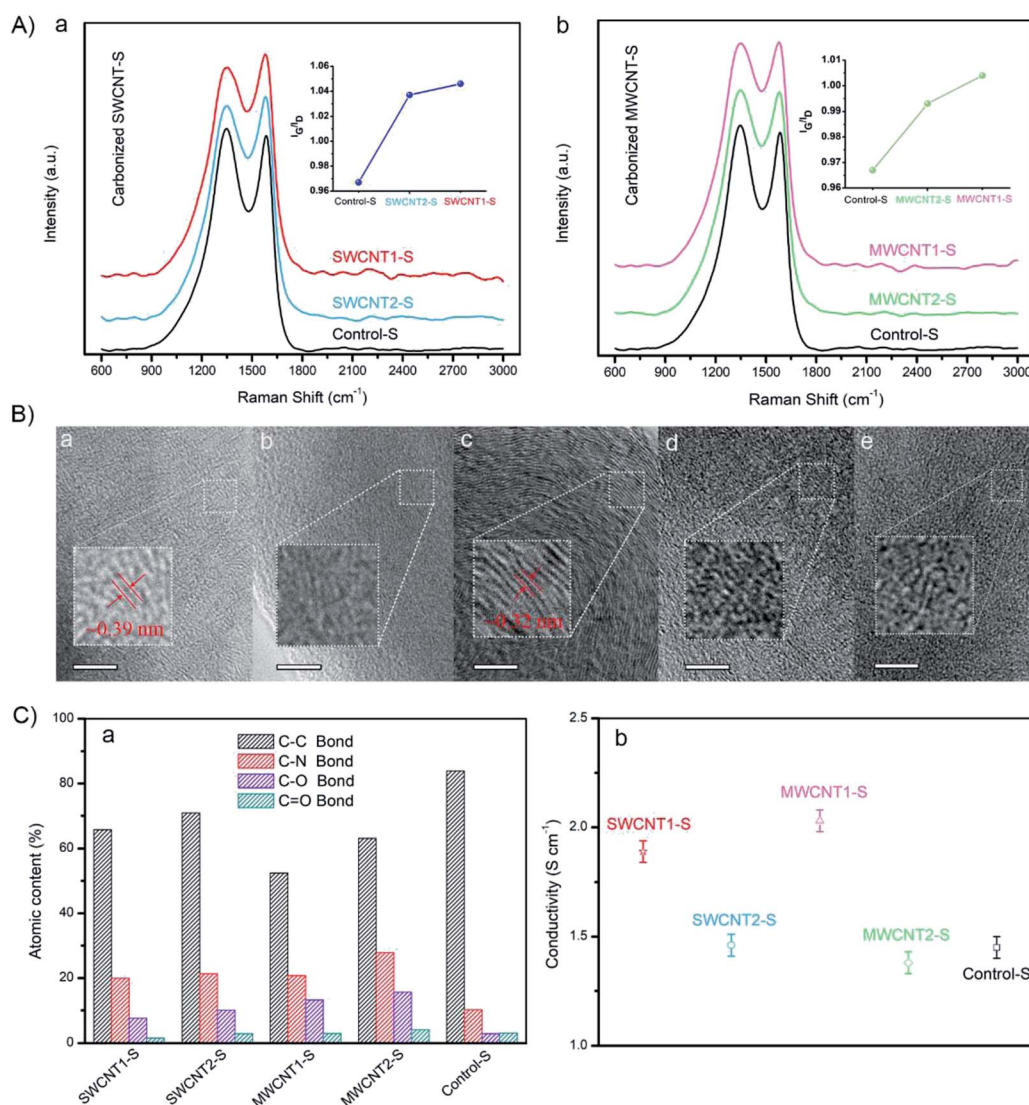 A)
a
Carbonized SWCNT-S
Intensity (a.u.)
1.06
1.04
1.02
1.00
0.98
0.96
IG/ID
Control-S SWCNT2-S SWCNT1-S
SWCNT1-S
SWCNT2-S
Control-S
600 900 1200 1500 1800 2100 2400 2700 3000
Raman Shift (cm-1)
b
Carbonized MWCNT-S
Intensity (a.u.)
1.01
1.00
0.99
0.98
0.97
0.96
IG/ID
Control-S MWCNT2-S MWCNT1-S
MWCNT1-S
MWCNT2-S
Control-S
600 900 1200 1500 1800 2100 2400 2700 3000
Raman Shift (cm-1)
B)
a b c d e
~0.39 nm
~0.32 nm
C)
a
C-C Bond
C-N Bond
C-O Bond
C=O Bond
Atomic content (%)
100
80
60
40
20
0
SWCNT1-S SWCNT2-S MWCNT1-S MWCNT2-S Control-S
b
Conductivity (S cm-1)
2.5
2.0
1.5
1.0
SWCNT1-S
SWCNT2-S
MWCNT1-S
MWCNT2-S
Control-S